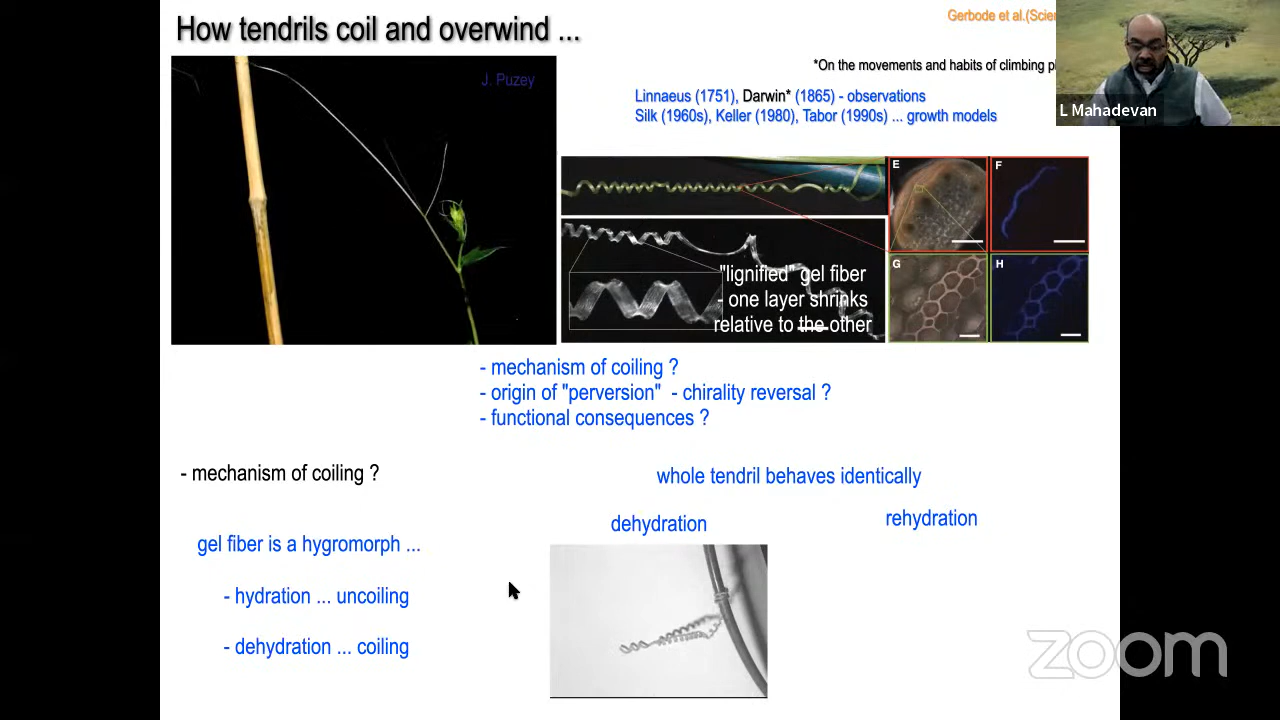 How tendrils coil and overwind ...
Gerbode et al.
J. Puzey
*On the movements and habits of climbing
Linnaeus (1751), Darwin* (1865) - observations
Silk (1960s), Keller (1980), Tabor (1990s) ... growth models
L Mahadevan
E
F
G
H
"lignified" gel fiber
- one layer shrinks
relative to the other
- mechanism of coiling ?
- origin of "perversion" - chirality reversal ?
- functional consequences ?
- mechanism of coiling ?
whole tendril behaves identically
dehydration
rehydration
gel fiber is a hygromorph ...
- hydration ... uncoiling
- dehydration ... coiling
zoom